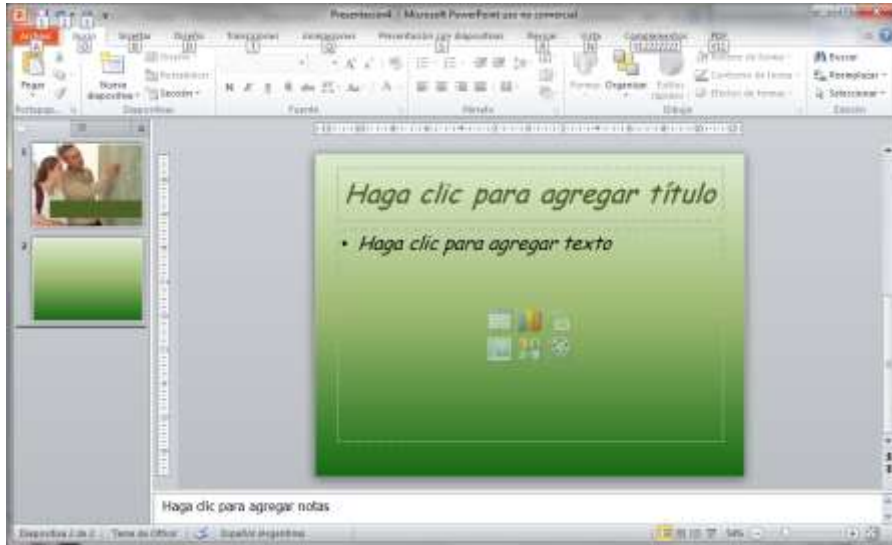 Presentación4 - Microsoft PowerPoint uso no comercial
Archivo Inicio Insertar Diseño Transiciones Animaciones Presentación con diapositivas Revisar Vista Complementos PDF
Pegar
Nueva
diapositiva
Sección
Organizar
Estilos
rápidos
Buscar
Reemplazar
Seleccionar
Diapositivas
Fuente
Párrafo
Dibujo
Edición
Haga clic para agregar título
• Haga clic para agregar texto
Haga clic para agregar notas
Diapositiva 2 de 2
Tema de Office
Español (Argentina)